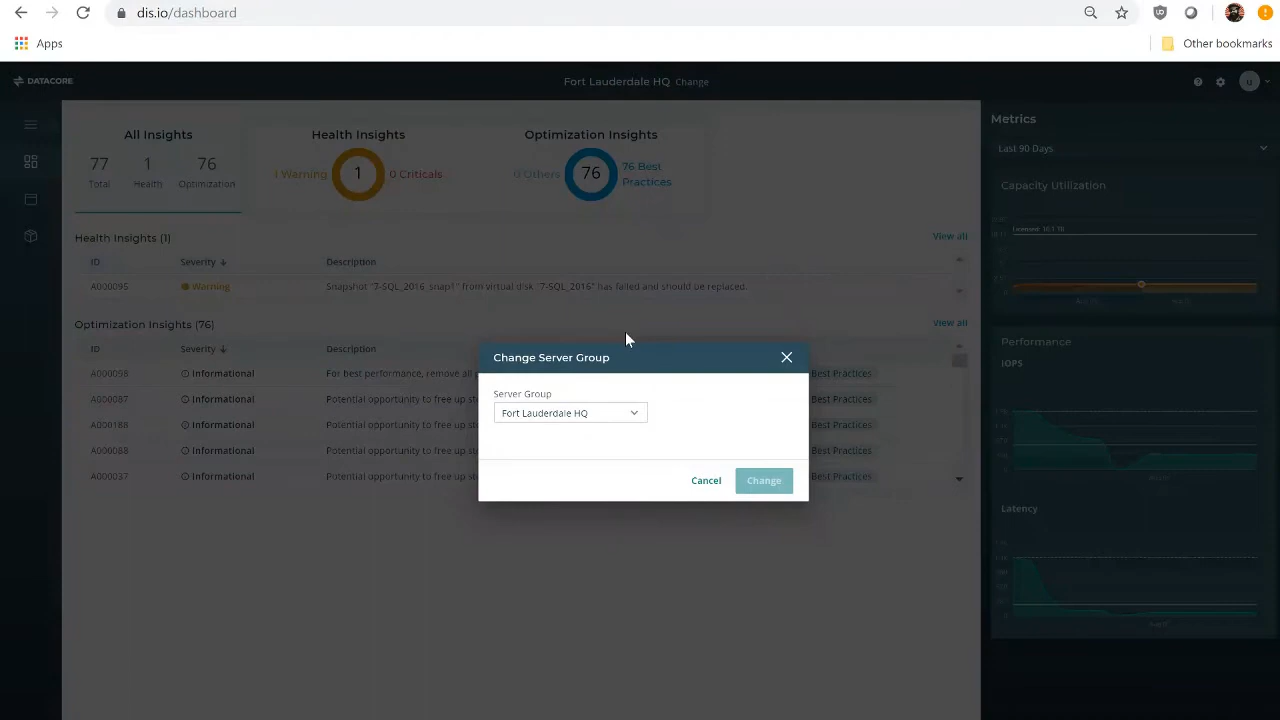 dis.io/dashboard
Apps
Other bookmarks
DATACORE
Fort Lauderdale HQ Change
u
All Insights
77 1 76
Total Health Optimization
Health Insights
1 Warning 1 0 Criticals
Optimization Insights
0 Others 76 76 Best Practices
Metrics
Last 90 Days
Capacity Utilization
Health Insights (1) View all
ID Severity Description
A000095 Warning Snapshot "7-SQL_2016_snap1" from virtual disk "7-SQL_2016" has failed and should be replaced.
Optimization Insights (76) View all
ID Severity Description
A000098 Informational For best performance, remove all Best Practices
A000087 Informational Potential opportunity to free up Best Practices
A000188 Informational Potential opportunity to free up Best Practices
A000088 Informational Potential opportunity to free up Best Practices
A000037 Informational Potential opportunity to free up Best Practices
Change Server Group
Server Group
Fort Lauderdale HQ
Cancel Change
Performance
IOPS
Latency